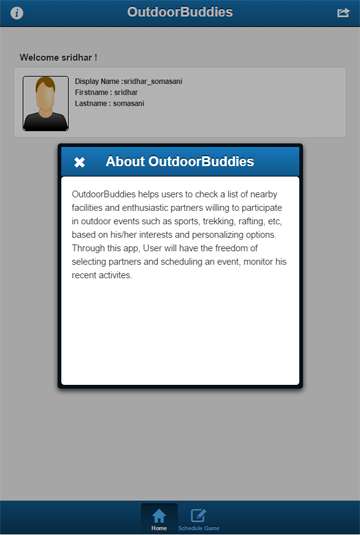 OutdoorBuddies
Welcome sridhar !
Display Name :sridhar_somasani
Firstname : sridhar
Lastname : somasani
About OutdoorBuddies
OutdoorBuddies helps users to check a list of nearby
facilities and enthusiastic partners willing to participate
in outdoor events such as sports, trekking, rafting, etc,
based on his/her interests and personalizing options.
Through this app, User will have the freedom of
selecting partners and scheduling an event, monitor his
recent activites.
Home
Schedule Game